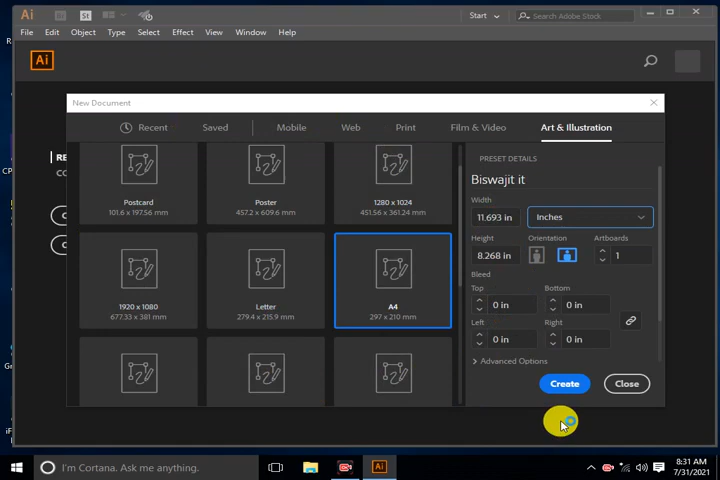 Ai St Start Search Adobe Stock
File Edit Object Type Select Effect View Window Help
Ai
New Document
Recent Saved Mobile Web Print Film & Video Art & Illustration
Postcard
101.6 x 197.56 mm
Poster
457.2 x 609.6 mm
1280 x 1024
451.56 x 361.24 mm
1920 x 1080
677.33 x 381 mm
Letter
279.4 x 215.9 mm
A4
297 x 210 mm
PRESET DETAILS
Biswajit it
Width
11.693 in Inches
Height Orientation Artboards
8.268 in 1
Bleed
Top Bottom
0 in 0 in
Left Right
0 in 0 in
Advanced Options
Create Close
I'm Cortana. Ask me anything.
Ai
8:31 AM
7/31/2021